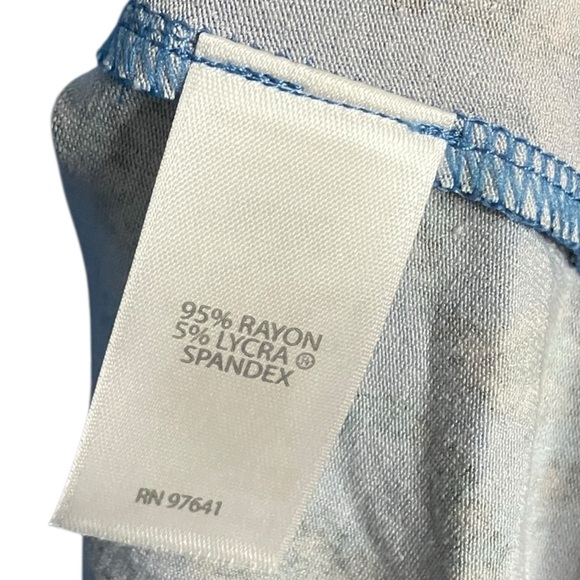 95% RAYON
5% LYCRA ®
SPANDEX
RN 97641